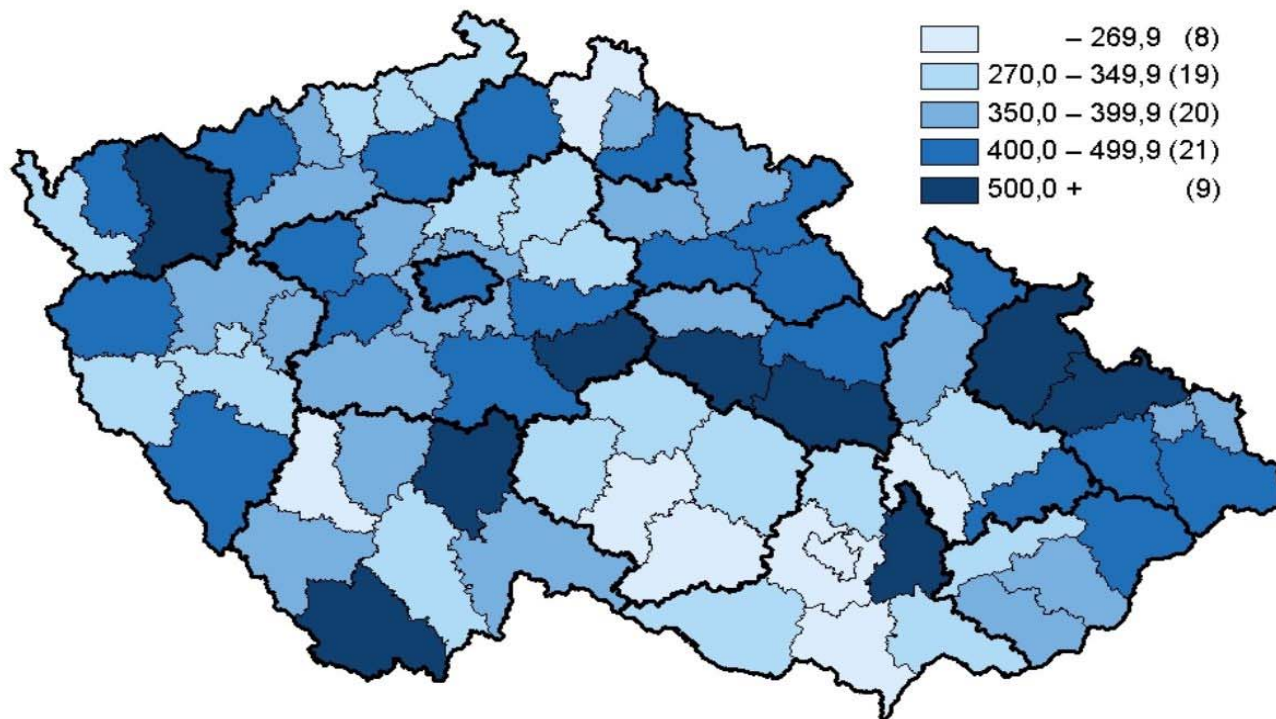 – 269,9 (8)
270,0 – 349,9 (19)
350,0 – 399,9 (20)
400,0 – 499,9 (21)
500,0 + (9)